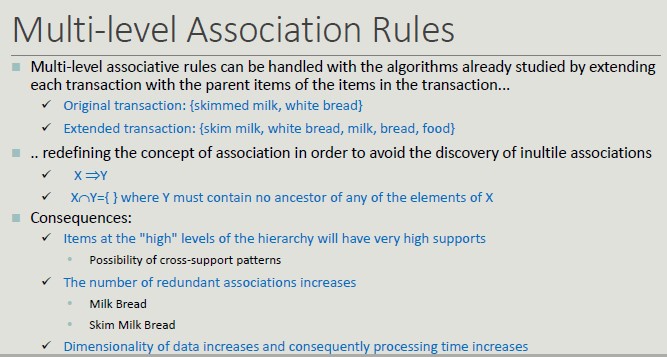 Multi-level Association Rules
Multi-level associative rules can be handled with the algorithms already studied by extending
each transaction with the parent items of the items in the transaction...
Original transaction: {skimmed milk, white bread}
Extended transaction: {skim milk, white bread, milk, bread, food}
.. redefining the concept of association in order to avoid the discovery of inultile associations
X ⇒Y
X∩Y={ } where Y must contain no ancestor of any of the elements of X
Consequences:
Items at the "high" levels of the hierarchy will have very high supports
Possibility of cross-support patterns
The number of redundant associations increases
Milk Bread
Skim Milk Bread
Dimensionality of data increases and consequently processing time increases